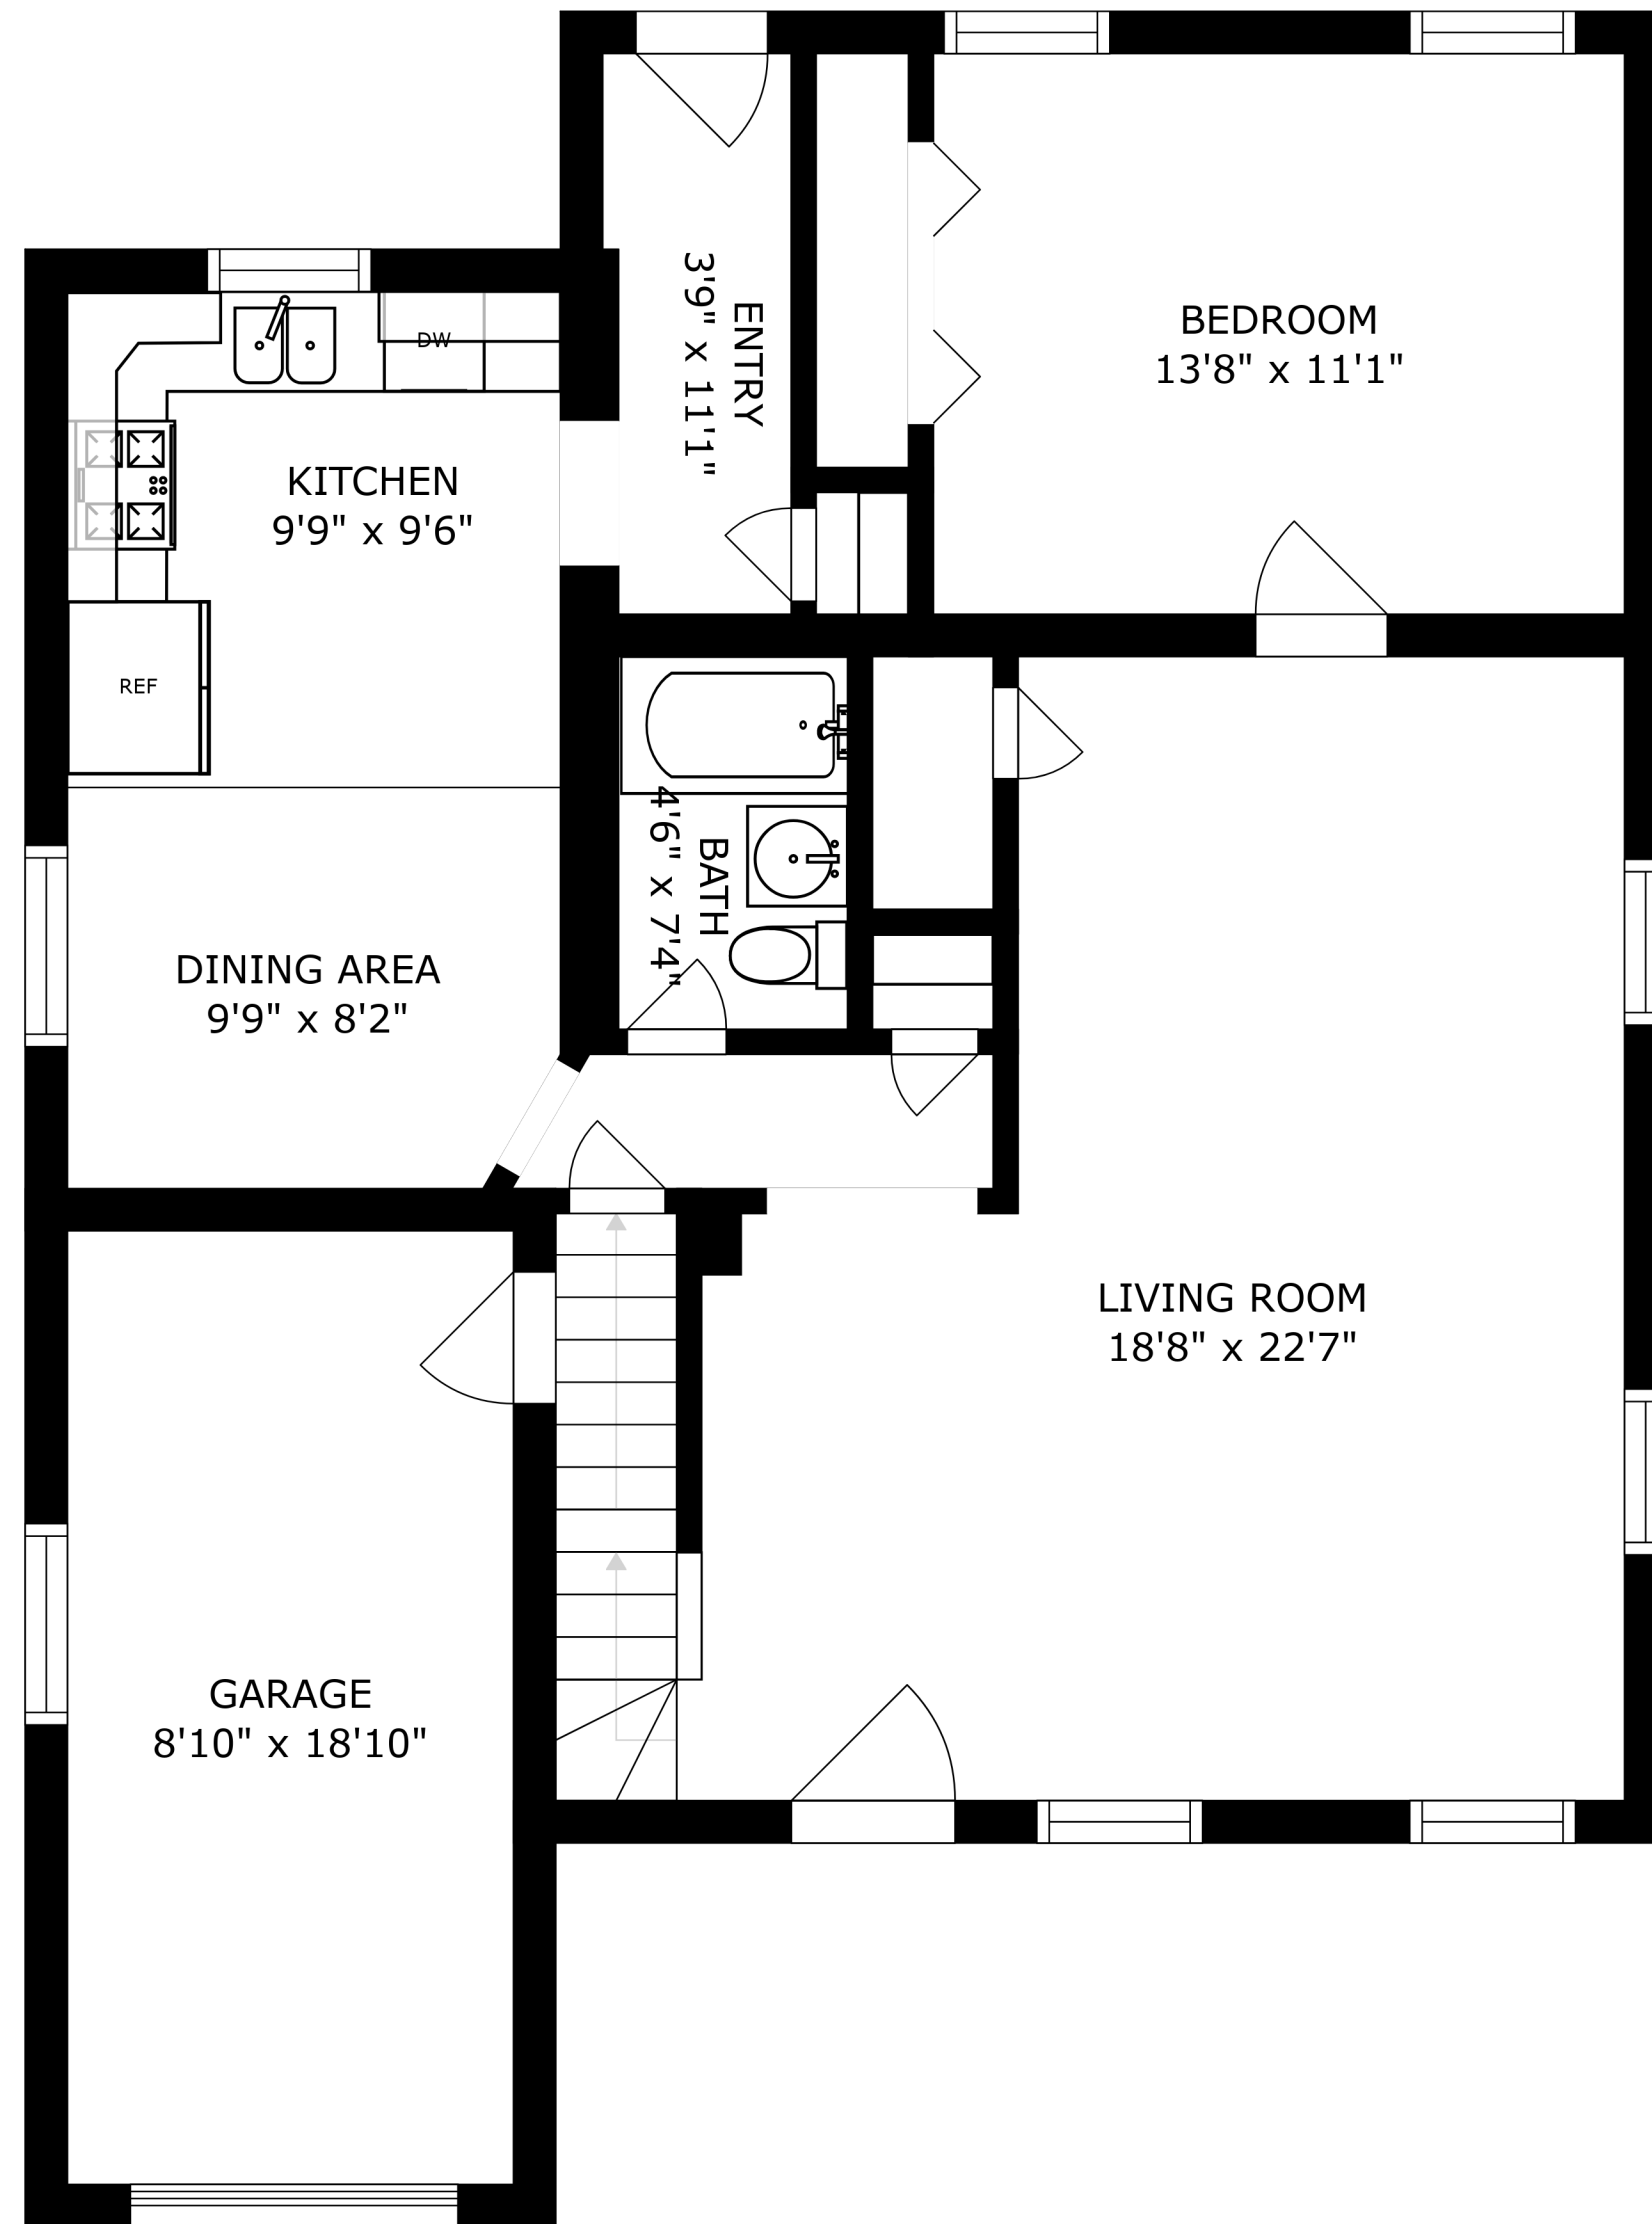 ENTRY
3'9" x 11'1"
BEDROOM
13'8" x 11'1"
DW
KITCHEN
9'9" x 9'6"
REF
BATH
4'6" x 7'4"
DINING AREA
9'9" x 8'2"
LIVING ROOM
18'8" x 22'7"
GARAGE
8'10" x 18'10"